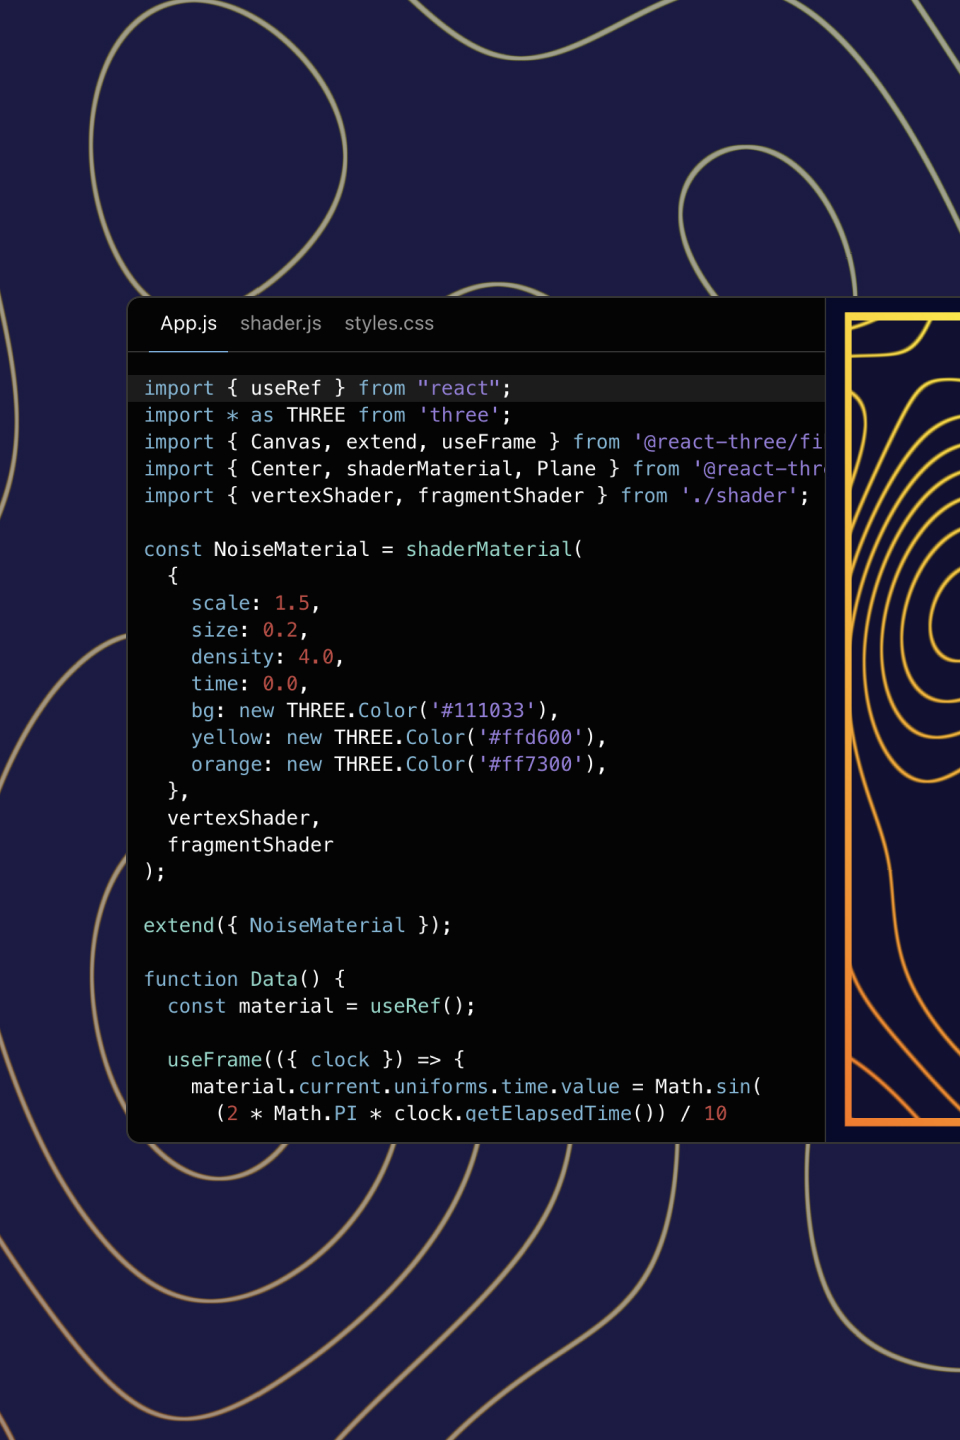 App.js shader.js styles.css
import { useRef } from "react";
import * as THREE from 'three';
import { Canvas, extend, useFrame } from '@react-three/fi
import { Center, shaderMaterial, Plane } from '@react-thr
import { vertexShader, fragmentShader } from './shader';
const NoiseMaterial = shaderMaterial(
{
scale: 1.5,
size: 0.2,
density: 4.0,
time: 0.0,
bg: new THREE.Color('#111033'),
yellow: new THREE.Color('#ffd600'),
orange: new THREE.Color('#ff7300'),
},
vertexShader,
fragmentShader
);
extend({ NoiseMaterial });
function Data() {
const material = useRef();
useFrame(({ clock }) => {
material.current.uniforms.time.value = Math.sin(
(2 * Math.PI * clock.getElapsedTime()) / 10